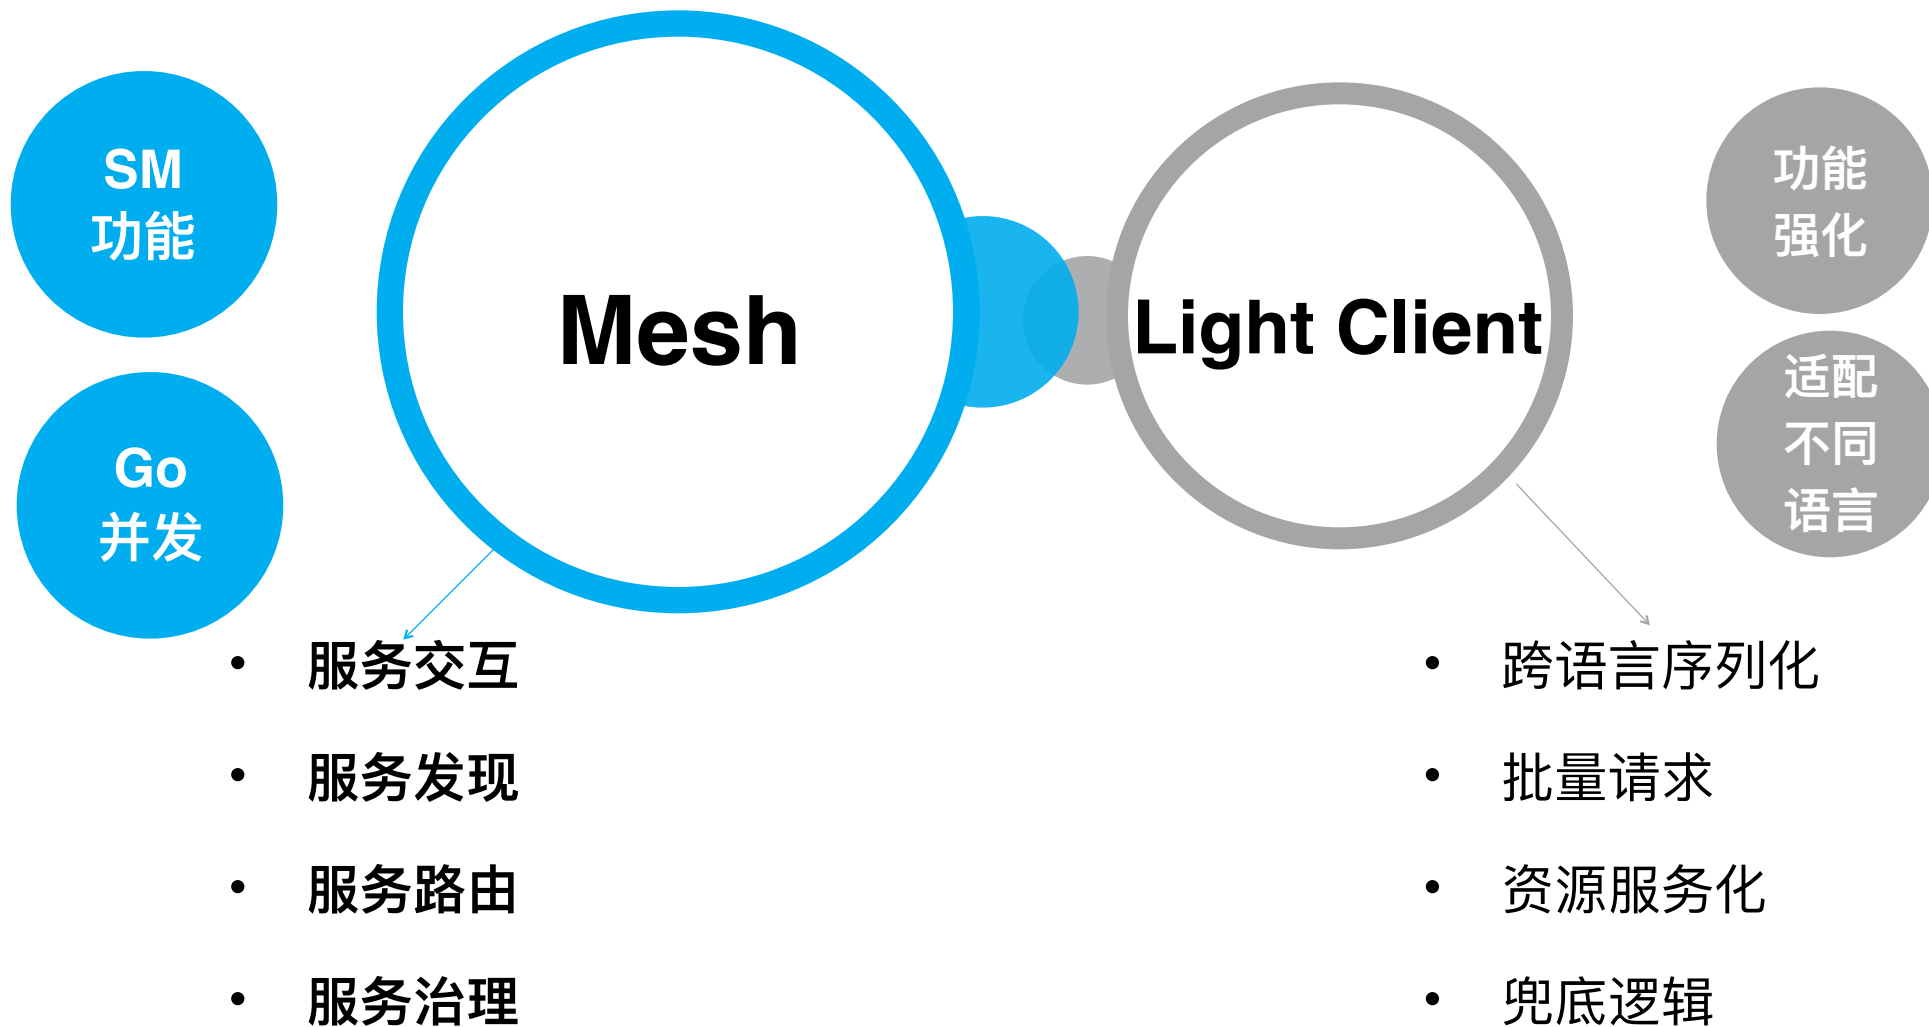 SM
功能
Go
并发
Mesh
Light Client
功能
强化
适配
不同
语言
• 服务交互
• 服务发现
• 服务路由
• 服务治理
• 跨语言序列化
• 批量请求
• 资源服务化
• 兜底逻辑